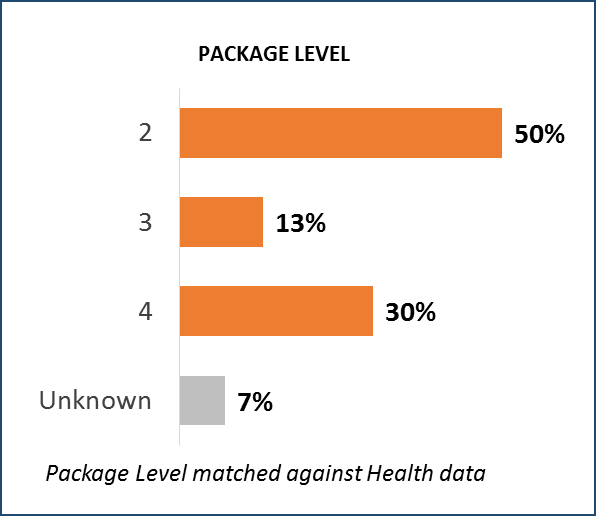 PACKAGE LEVEL
2 50%
3 13%
4 30%
Unknown 7%
Package Level matched against Health data